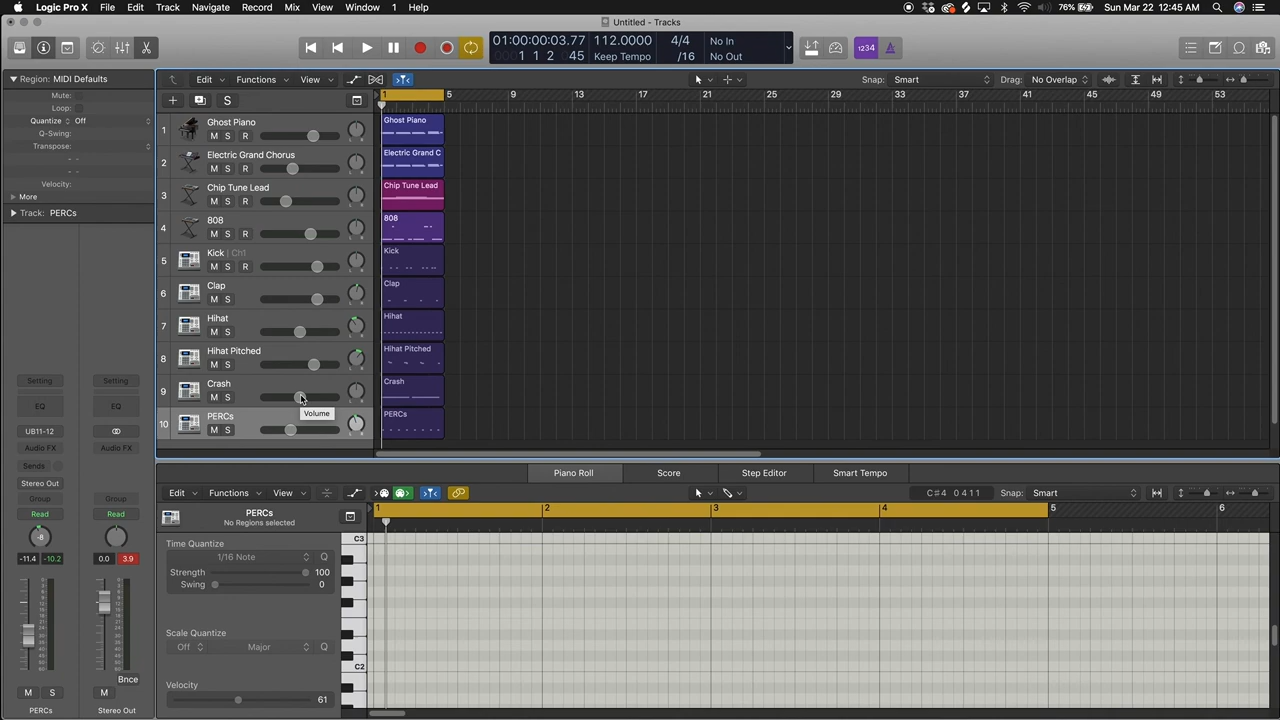 Logic Pro X File Edit Track Navigate Record Mix View Window 1 Help 76% Sun Mar 22 12:45 AM
Untitled - Tracks
01:00:00:03.77 112.0000 4/4 No In
1 1 2 45 Keep Tempo /16 No Out
1234
Region: MIDI Defaults
Mute:
Loop:
Quantize Off
Q-Swing:
Transpose:
Velocity:
More
Track: PERCs
Edit Functions View Snap: Smart Drag: No Overlap
S
1 5 9 13 17 21 25 29 33 37 41 45 49 53
1 Ghost Piano
M S R
2 Electric Grand Chorus
M S R
3 Chip Tune Lead
M S R
4 808
M S R
5 Kick | Ch1
M S R
6 Clap
M S
7 Hihat
M S
8 Hihat Pitched
M S
9 Crash
M S
Volume
10 PERCs
M S
Ghost Piano
Electric Grand C
Chip Tune Lead
808
Kick
Clap
Hihat
Hihat Pitched
Crash
PERCs
Setting Setting
EQ EQ
UB11-12
Audio FX Audio FX
Sends
Stereo Out
Group Group
Read Read
-8
-11.4 -10.2 0.0 3.9
Bnce
M S M
PERCs Stereo Out
Piano Roll Score Step Editor Smart Tempo
Edit Functions View C#4 0 4 1 1 Snap: Smart
1 2 3 4 5 6
PERCs
No Regions selected
Time Quantize
1/16 Note Q
Strength 100
Swing 0
Scale Quantize
Off Major Q
Velocity
61
C3
C2